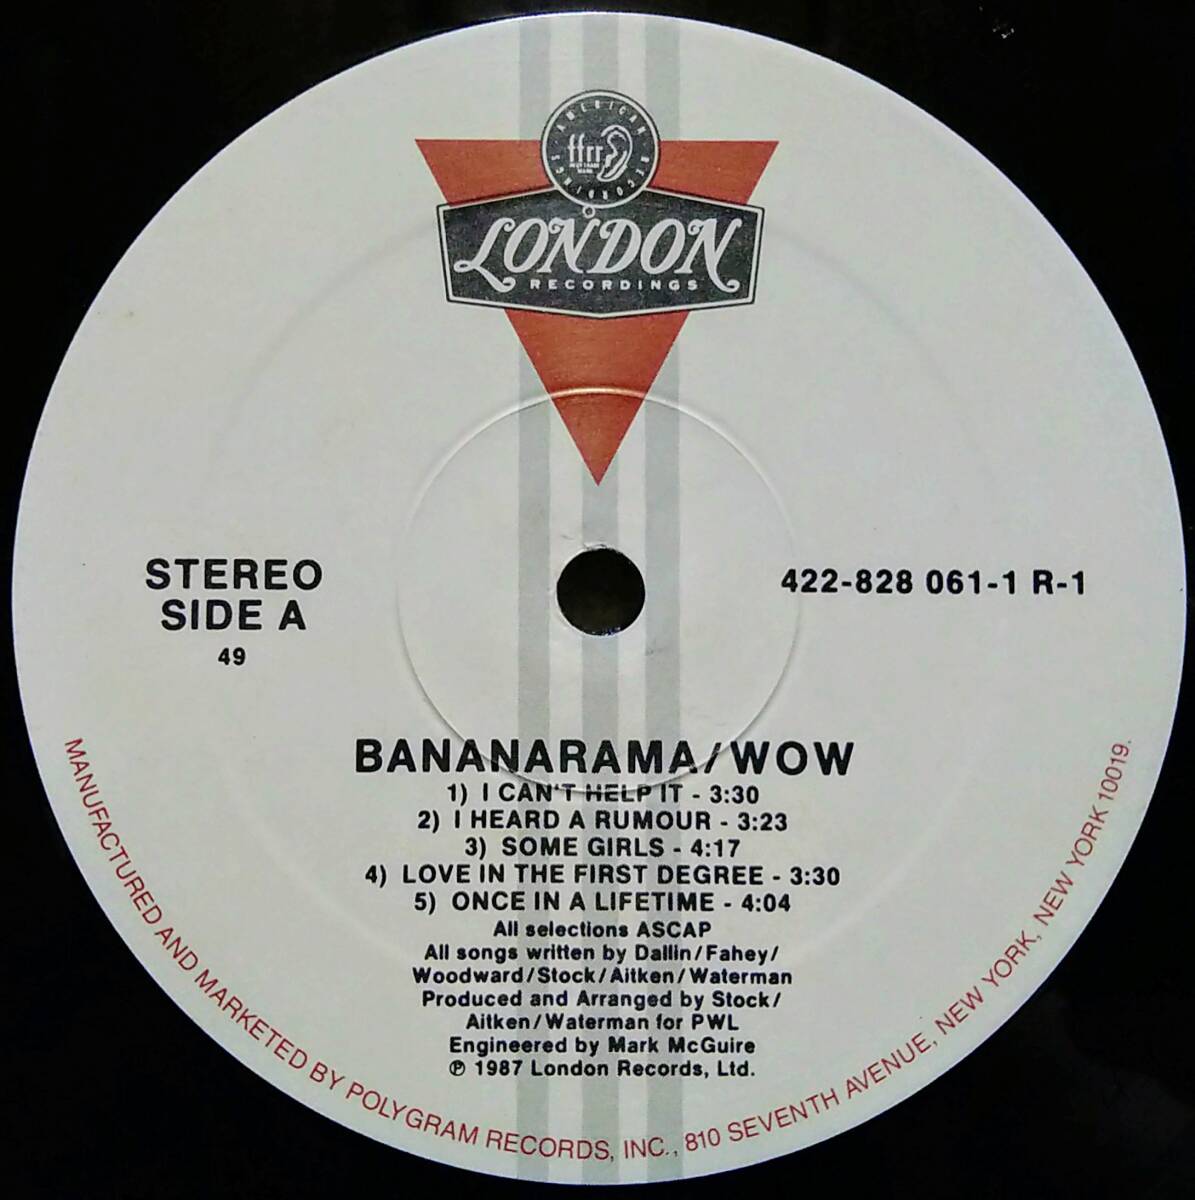 AMERICAN RECORDINGS
ffrr
LONDON
RECORDINGS
STEREO
SIDE A
49
422-828 061-1 R-1
BANANARAMA/WOW
1) I CAN'T HELP IT - 3:30
2) I HEARD A RUMOUR - 3:23
3) SOME GIRLS - 4:17
4) LOVE IN THE FIRST DEGREE - 3:30
5) ONCE IN A LIFETIME - 4:04
All selections ASCAP
All songs written by Dallin/Fahey/
Woodward/Stock/Aitken/Waterman
Produced and Arranged by Stock/
Aitken/Waterman for PWL
Engineered by Mark McGuire
℗ 1987 London Records, Ltd.
MANUFACTURED AND MARKETED BY POLYGRAM RECORDS, INC., 810 SEVENTH AVENUE, NEW YORK, NEW YORK 10019.